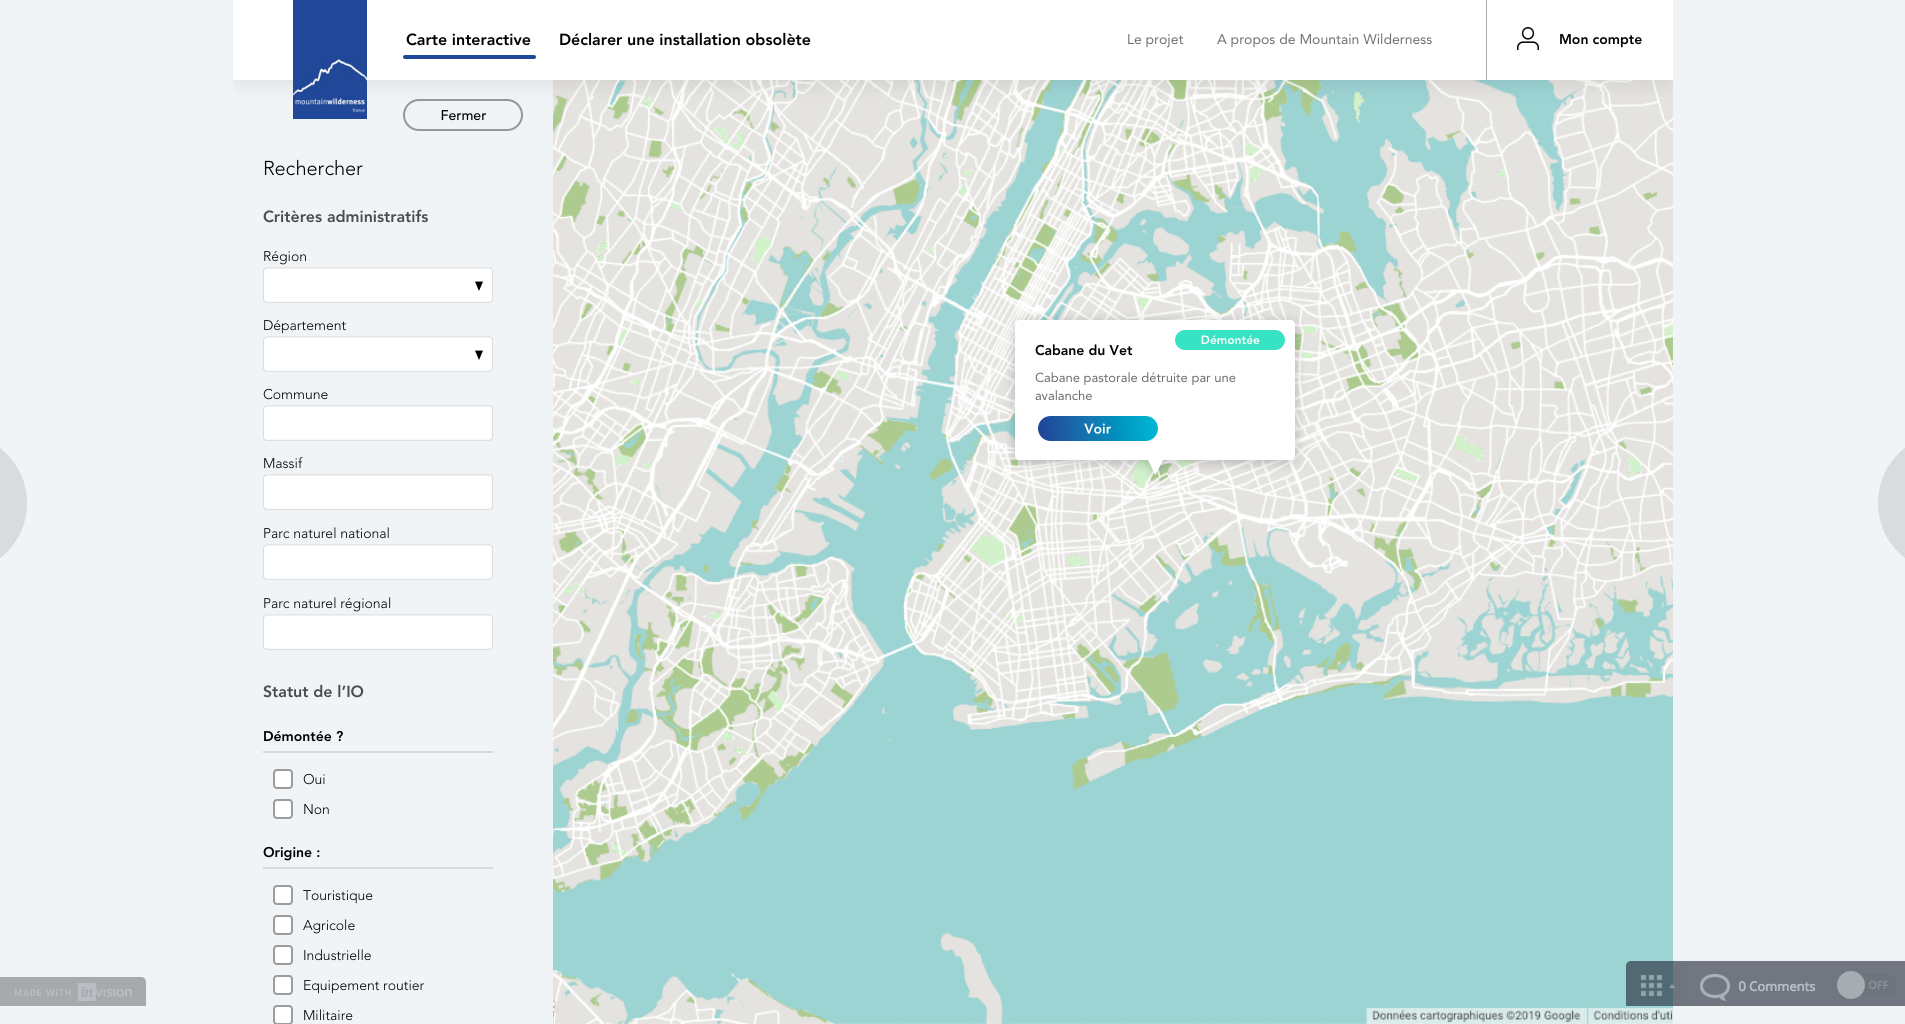 Carte interactive
Déclarer une installation obsolète
Le projet
A propos de Mountain Wilderness
Mon compte
mountainwilderness
france
Fermer
Rechercher
Critères administratifs
Région
Département
Commune
Massif
Parc naturel national
Parc naturel régional
Statut de l'IO
Démontée ?
Oui
Non
Origine :
Touristique
Agricole
Industrielle
Equipement routier
Militaire
Démontée
Cabane du Vet
Cabane pastorale détruite par une
avalanche
Voir
MADE WITH inVISION
0 Comments
OFF
Données cartographiques ©2019 Google
Conditions d'uti